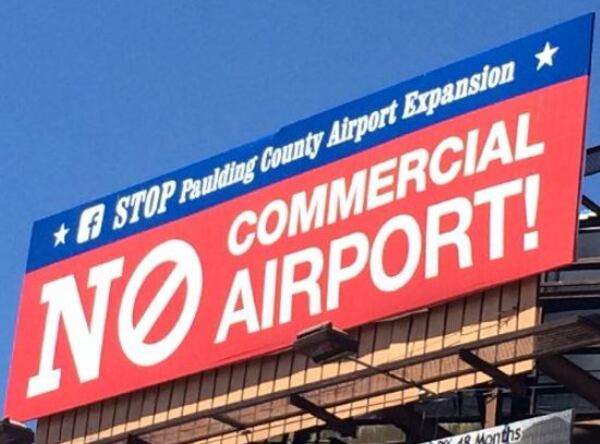 STOP Paulding County Airport Expansion
NO COMMERCIAL
AIRPORT!
48 Months